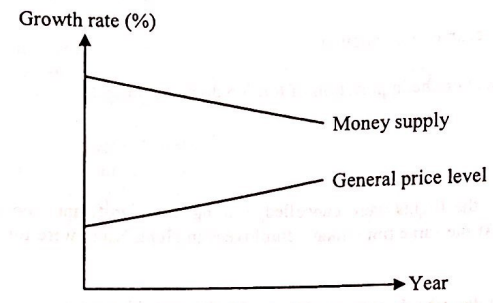 Growth rate (%)
Money supply
General price level
Year